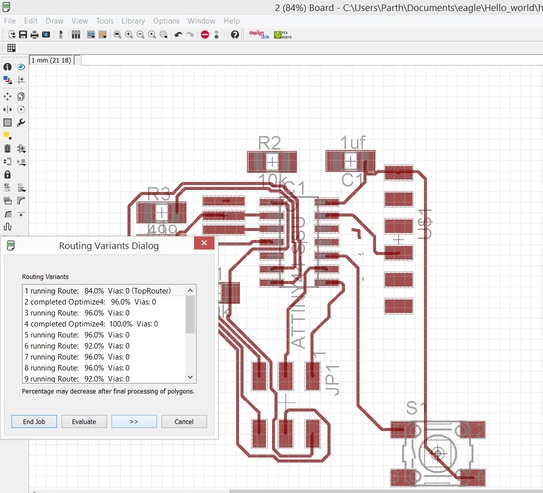 2 (84%) Board - C:\Users\Parth\Documents\eagle\Hello_world\h
File Edit Draw View Tools Library Options Window Help
1 mm (21 18)
R2
1uf
10k
C1
IC1
R3
499
U$1
ATTINY
Routing Variants Dialog
Routing Variants
1 running Route: 84.0% Vias: 0 (TopRouter)
2 completed Optimize4: 96.0% Vias: 0
3 running Route: 96.0% Vias: 0
4 completed Optimize4: 100.0% Vias: 0
5 running Route: 96.0% Vias: 0
6 running Route: 92.0% Vias: 0
7 running Route: 96.0% Vias: 0
8 running Route: 96.0% Vias: 0
9 running Route: 92.0% Vias: 0
Percentage may decrease after final processing of polygons.
End Job Evaluate >> Cancel
1
JP1
S1